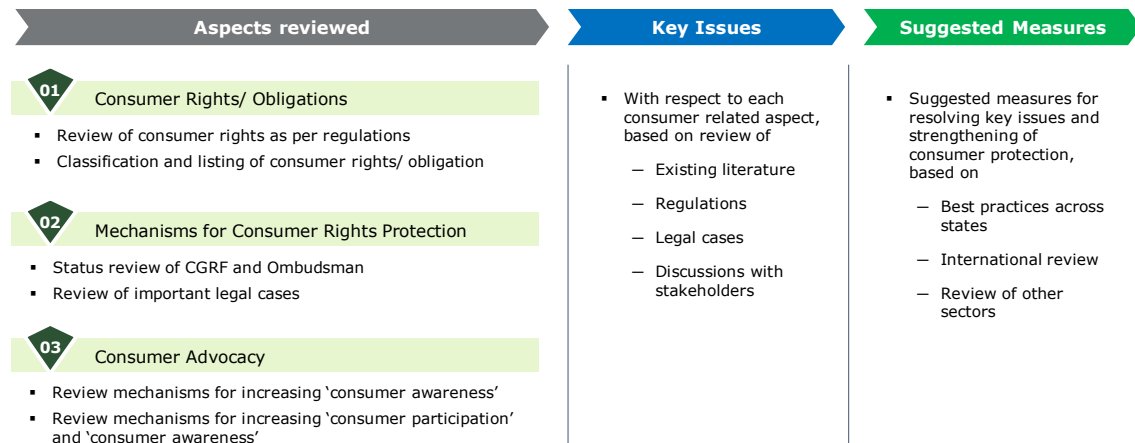 Aspects reviewed
Key Issues
Suggested Measures
01
Consumer Rights/ Obligations
▪ Review of consumer rights as per regulations
▪ Classification and listing of consumer rights/ obligation
02
Mechanisms for Consumer Rights Protection
▪ Status review of CGRF and Ombudsman
▪ Review of important legal cases
03
Consumer Advocacy
▪ Review mechanisms for increasing ‘consumer awareness’
▪ Review mechanisms for increasing ‘consumer participation’
and ‘consumer awareness’
▪ With respect to each
consumer related aspect,
based on review of
— Existing literature
— Regulations
— Legal cases
— Discussions with
stakeholders
▪ Suggested measures for
resolving key issues and
strengthening of
consumer protection,
based on
— Best practices across
states
— International review
— Review of other
sectors